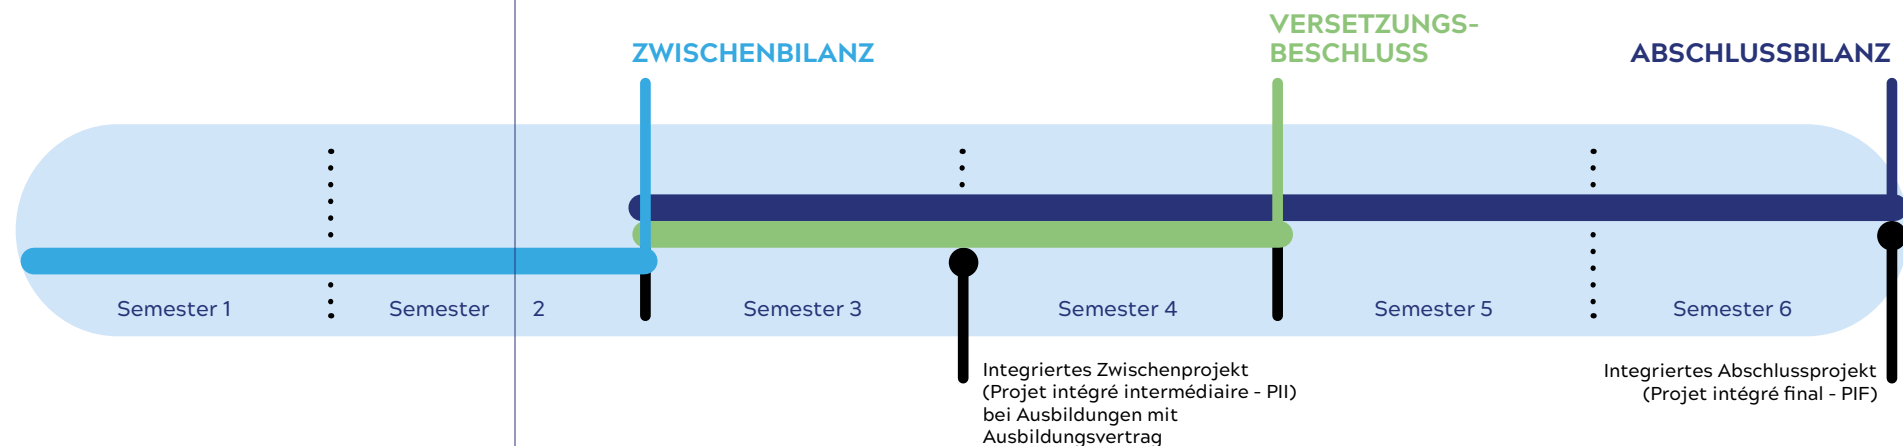 ZWISCHENBILANZ
VERSETZUNGS-
BESCHLUSS
ABSCHLUSSBILANZ
Semester 1
Semester 2
Semester 3
Semester 4
Semester 5
Semester 6
Integriertes Zwischenprojekt
(Projet intégré intermédiaire - PII)
bei Ausbildungen mit
Ausbildungsvertrag
Integriertes Abschlussprojekt
(Projet intégré final - PIF)